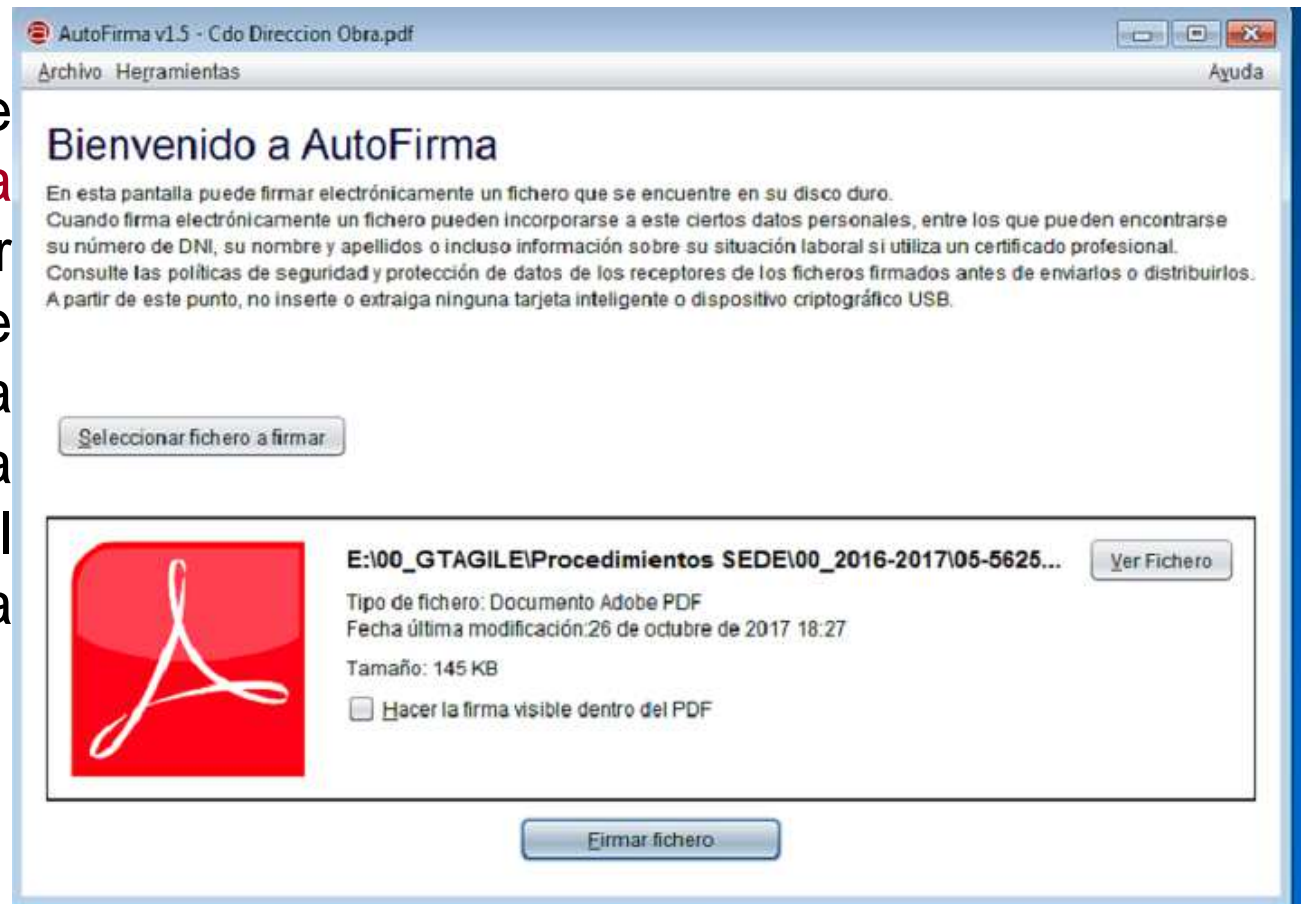 AutoFirma v1.5 - Cdo Direccion Obra.pdf
Archivo Herramientas Ayuda
Bienvenido a AutoFirma
En esta pantalla puede firmar electrónicamente un fichero que se encuentre en su disco duro.
Cuando firma electrónicamente un fichero pueden incorporarse a este ciertos datos personales, entre los que pueden encontrarse
su número de DNI, su nombre y apellidos o incluso información sobre su situación laboral si utiliza un certificado profesional.
Consulte las políticas de seguridad y protección de datos de los receptores de los ficheros firmados antes de enviarlos o distribuirlos.
A partir de este punto, no inserte o extraiga ninguna tarjeta inteligente o dispositivo criptográfico USB.
Seleccionar fichero a firmar
E:\00_GTAGILE\Procedimientos SEDE\00_2016-2017\05-5625... Ver Fichero
Tipo de fichero: Documento Adobe PDF
Fecha última modificación:26 de octubre de 2017 18:27
Tamaño: 145 KB
Hacer la firma visible dentro del PDF
Firmar fichero